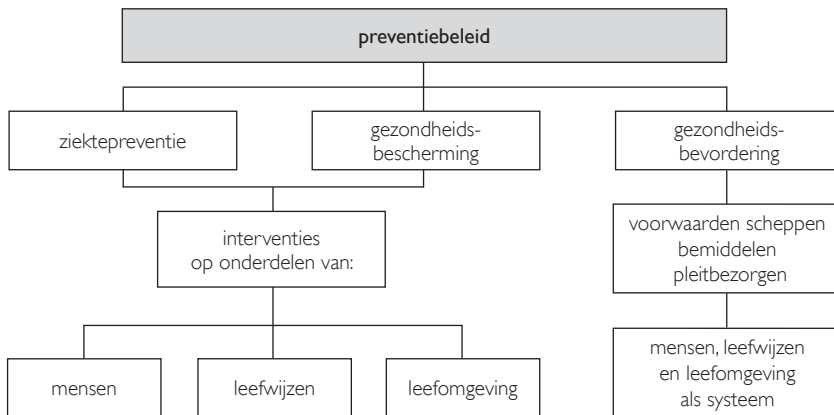 preventiebeleid
ziektepreventie
gezondheids-
bescherming
gezondheids-
bevordering
interventies
op onderdelen van:
voorwaarden scheppen
bemiddelen
pleitbezorgen
mensen
leefwijzen
leefomgeving
mensen, leefwijzen
en leefomgeving
als systeem